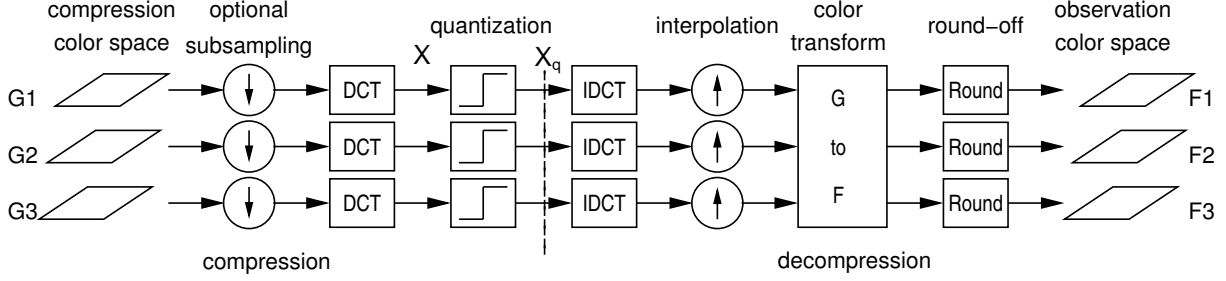 compression
color space
optional
subsampling
quantization
interpolation
color
transform
round−off
observation
color space
X
Xq
G1
DCT
IDCT
G
Round
F1
G2
DCT
IDCT
to
Round
F2
G3
DCT
IDCT
F
Round
F3
compression
decompression